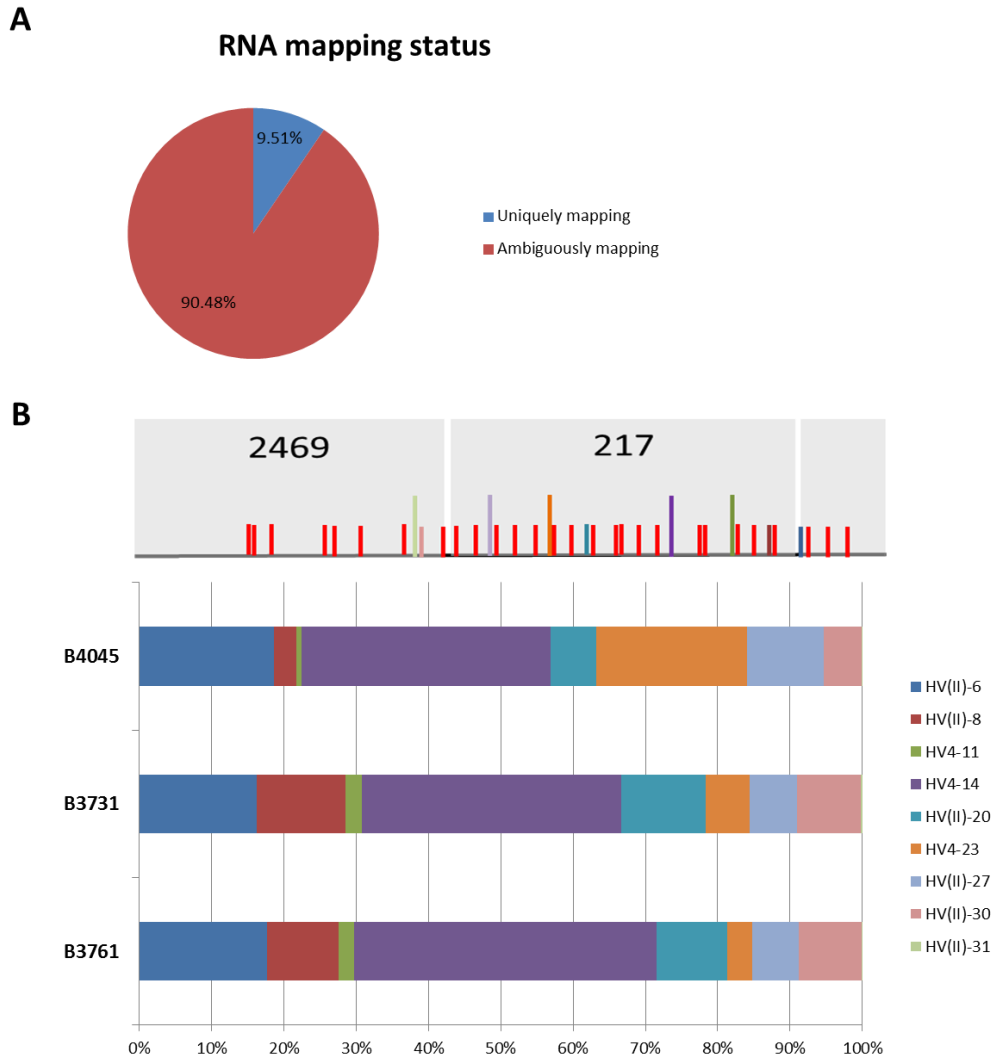 A
RNA mapping status
9.51%
90.48%
Uniquely mapping
Ambiguously mapping
B
2469
217
B4045
B3731
B3761
HV(II)-6
HV(II)-8
HV4-11
HV4-14
HV(II)-20
HV4-23
HV(II)-27
HV(II)-30
HV(II)-31
0% 10% 20% 30% 40% 50% 60% 70% 80% 90% 100%